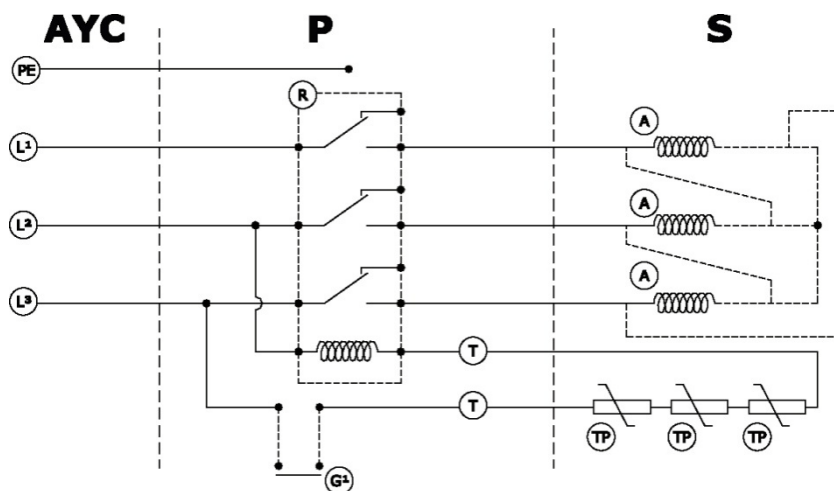 AYC P S
PE
R
L¹ A
L² A
L³ A
T
T
TP TP TP
G¹